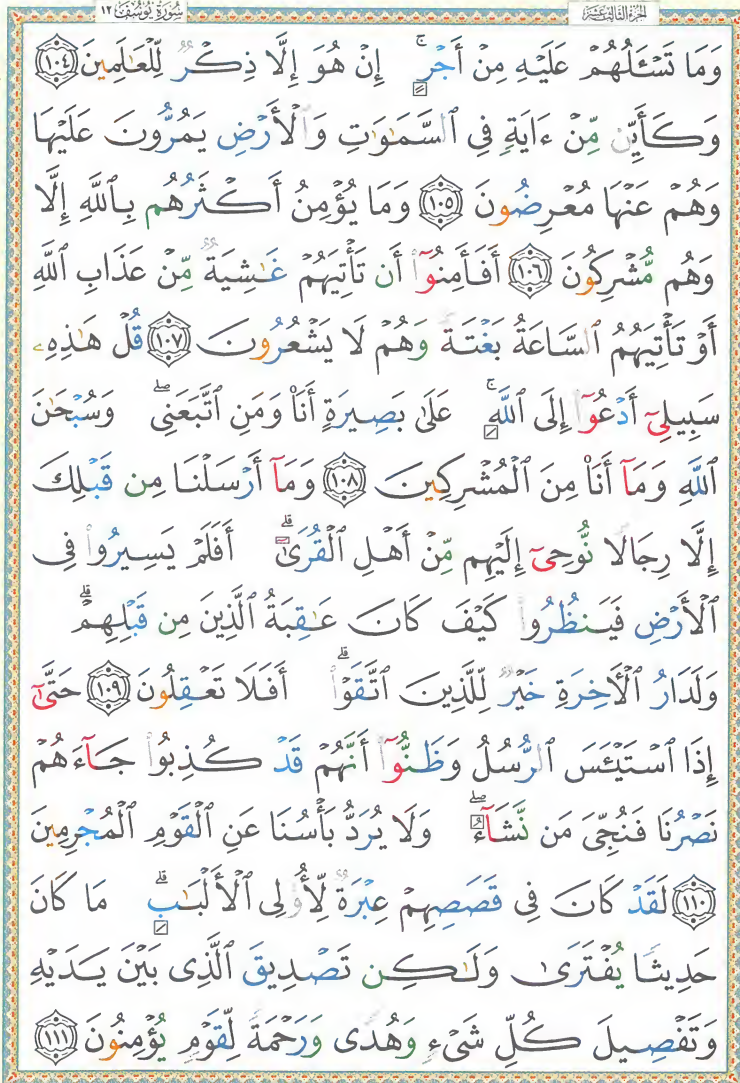 الجزء الثالث عشر
سورة يوسف ١٢
وَمَا تَسْـَٔلُهُمْ عَلَيْهِ مِنْ أَجْرٍ ۚ إِنْ هُوَ إِلَّا ذِكْرٌ لِّلْعَـٰلَمِينَ ١٠٤
وَكَأَيِّن مِّنْ ءَايَةٍ فِى ٱلسَّمَـٰوَٰتِ وَٱلْأَرْضِ يَمُرُّونَ عَلَيْهَا
وَهُمْ عَنْهَا مُعْرِضُونَ ١٠٥ وَمَا يُؤْمِنُ أَكْثَرُهُم بِٱللَّهِ إِلَّا
وَهُم مُّشْرِكُونَ ١٠٦ أَفَأَمِنُوٓا۟ أَن تَأْتِيَهُمْ غَـٰشِيَةٌ مِّنْ عَذَابِ ٱللَّهِ
أَوْ تَأْتِيَهُمُ ٱلسَّاعَةُ بَغْتَةً وَهُمْ لَا يَشْعُرُونَ ١٠٧ قُلْ هَـٰذِهِۦ
سَبِيلِىٓ أَدْعُوٓا۟ إِلَى ٱللَّهِ ۚ عَلَىٰ بَصِيرَةٍ أَنَا۠ وَمَنِ ٱتَّبَعَنِى ۖ وَسُبْحَـٰنَ
ٱللَّهِ وَمَآ أَنَا۠ مِنَ ٱلْمُشْرِكِينَ ١٠٨ وَمَآ أَرْسَلْنَا مِن قَبْلِكَ
إِلَّا رِجَالًا نُّوحِىٓ إِلَيْهِم مِّنْ أَهْلِ ٱلْقُرَىٰٓ ۗ أَفَلَمْ يَسِيرُوا۟ فِى
ٱلْأَرْضِ فَيَنظُرُوا۟ كَيْفَ كَانَ عَـٰقِبَةُ ٱلَّذِينَ مِن قَبْلِهِمْ ۗ
وَلَدَارُ ٱلْـَٔاخِرَةِ خَيْرٌ لِّلَّذِينَ ٱتَّقَوْا۟ ۗ أَفَلَا تَعْقِلُونَ ١٠٩ حَتَّىٰٓ
إِذَا ٱسْتَيْـَٔسَ ٱلرُّسُلُ وَظَنُّوٓا۟ أَنَّهُمْ قَدْ كُذِبُوا۟ جَآءَهُمْ
نَصْرُنَا فَنُجِّىَ مَن نَّشَآءُ ۖ وَلَا يُرَدُّ بَأْسُنَا عَنِ ٱلْقَوْمِ ٱلْمُجْرِمِينَ
١١٠ لَقَدْ كَانَ فِى قَصَصِهِمْ عِبْرَةٌ لِّأُو۟لِى ٱلْأَلْبَـٰبِ ۗ مَا كَانَ
حَدِيثًا يُفْتَرَىٰ وَلَـٰكِن تَصْدِيقَ ٱلَّذِى بَيْنَ يَدَيْهِ
وَتَفْصِيلَ كُلِّ شَىْءٍ وَهُدًى وَرَحْمَةً لِّقَوْمٍ يُؤْمِنُونَ ١١١